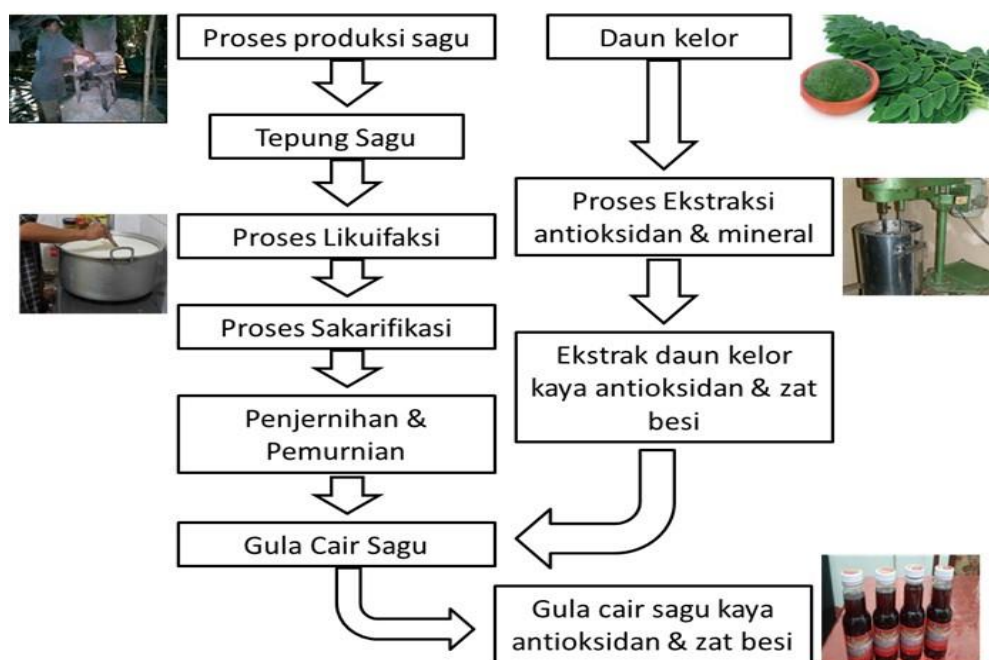 Proses produksi sagu
Tepung Sagu
Proses Likuifaksi
Proses Sakarifikasi
Penjernihan &
Pemurnian
Gula Cair Sagu
Daun kelor
Proses Ekstraksi
antioksidan & mineral
Ekstrak daun kelor
kaya antioksidan & zat
besi
Gula cair sagu kaya
antioksidan & zat besi